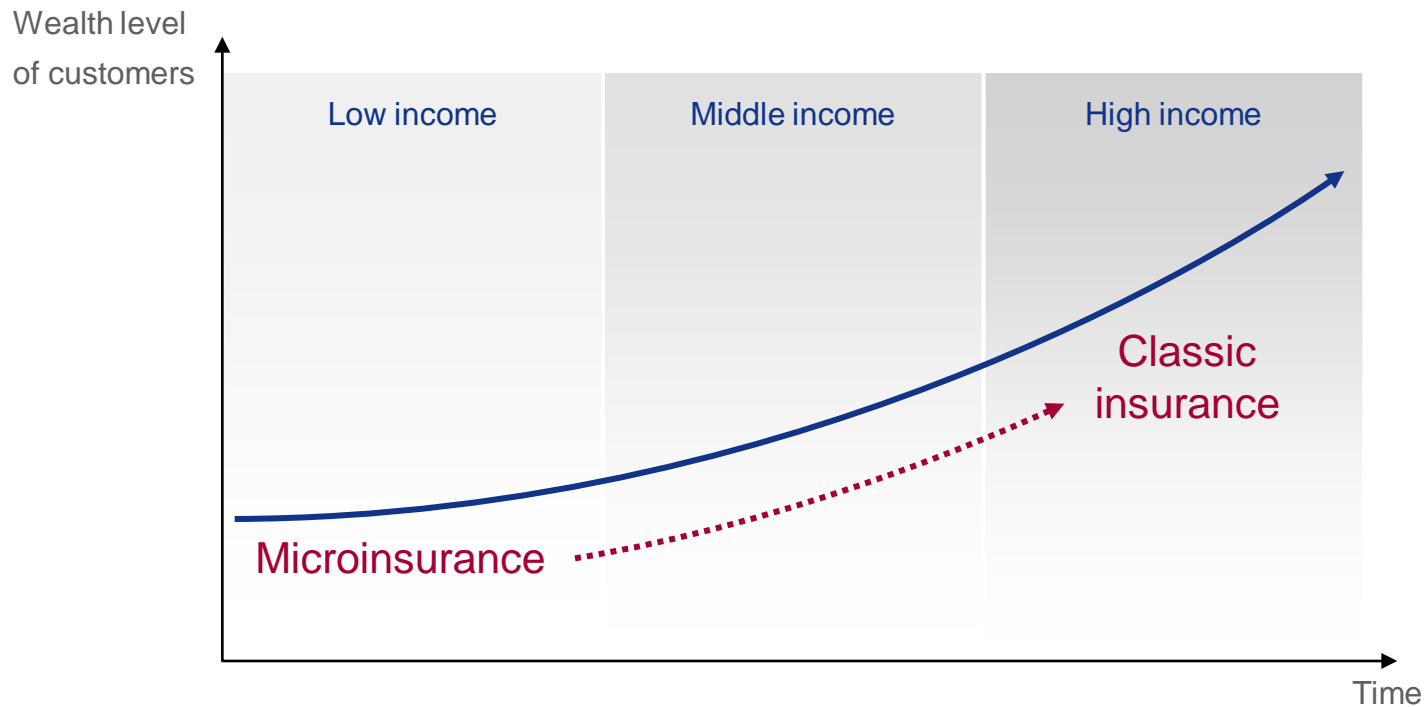 Wealth level
of customers
Low income
Middle income
High income
Classic
insurance
Microinsurance
Time